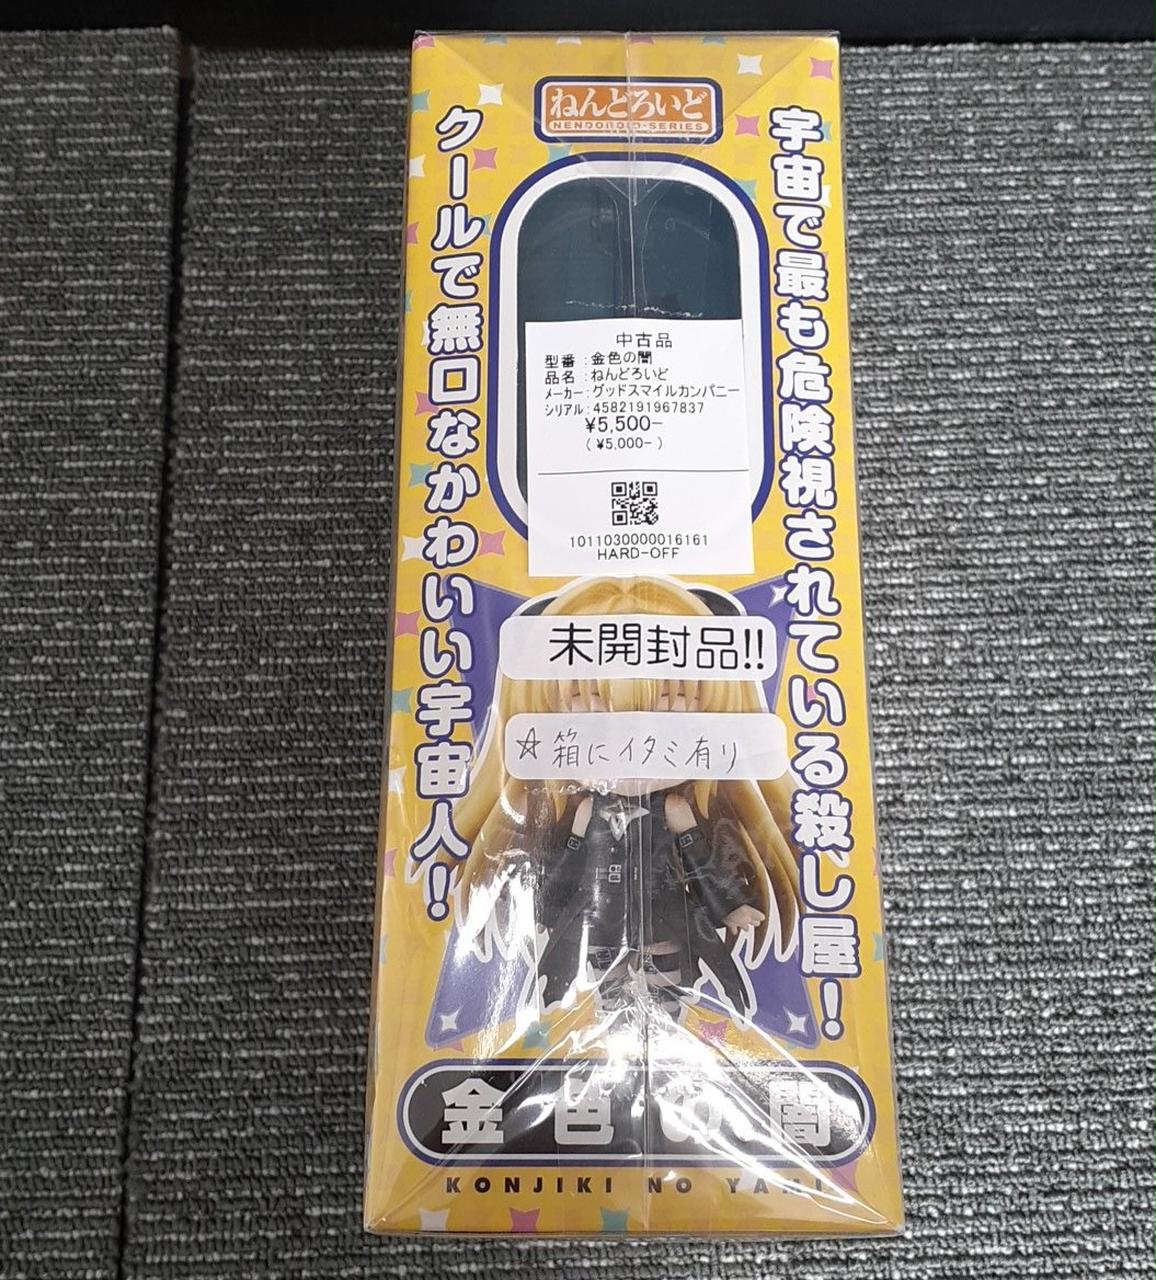 ねんどろいど
NENDOROID SERIES
宇宙で最も危険視されている殺し屋!
クールで無口なかわいい宇宙人!
中古品
型番:金色の闇
品名:ねんどろいど
メーカー:グッドスマイルカンパニー
シリアル:4582191967837
¥5,500-
(¥5,000-)
1011030000016161
HARD-OFF
未開封品!!
☆箱にイタミ有り
金色の闇
KONJIKI NO YAMI